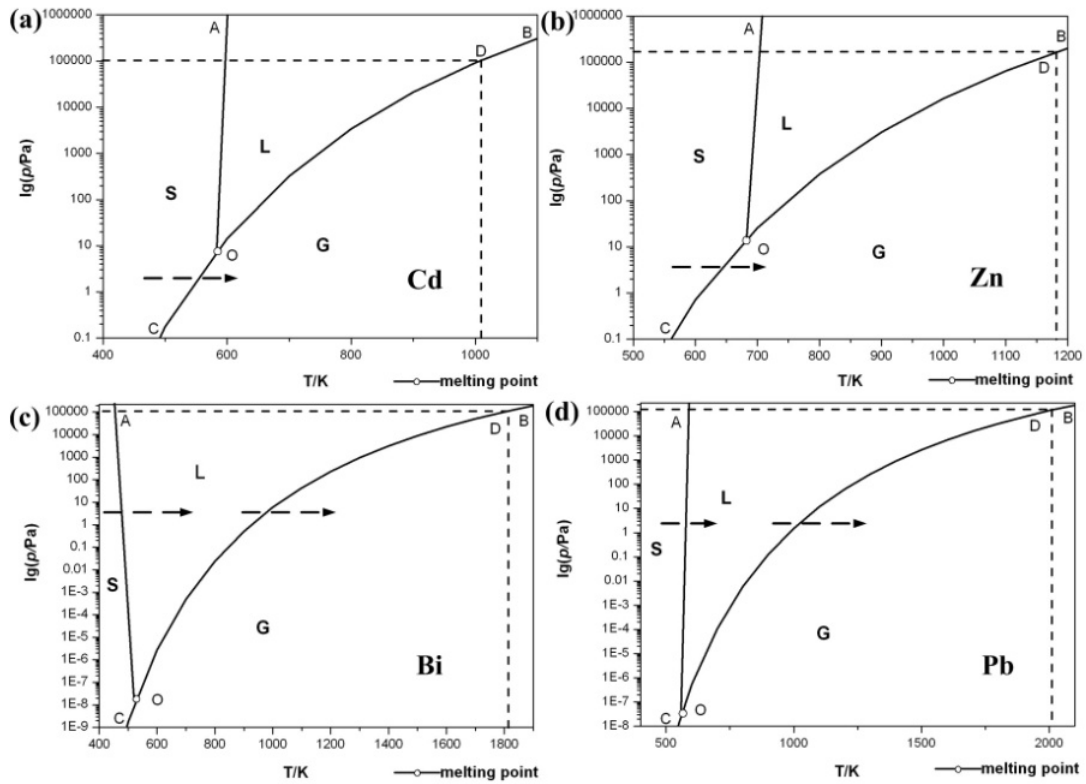 (a)
lg(p/Pa)
1000000
100000
10000
1000
100
10
1
0.1
A
B
D
L
S
G
O
C
Cd
400
600
800
1000
T/K
melting point
(b)
lg(p/Pa)
1000000
100000
10000
1000
100
10
1
0.1
A
B
D
L
S
G
O
C
Zn
500
600
700
800
900
1000
1100
1200
T/K
melting point
(c)
lg(p/Pa)
100000
10000
1000
100
10
1
0.1
0.01
1E-3
1E-4
1E-5
1E-6
1E-7
1E-8
1E-9
A
D
B
L
S
G
O
C
Bi
400
600
800
1000
1200
1400
1600
1800
T/K
melting point
(d)
lg(p/Pa)
100000
10000
1000
100
10
1
0.1
0.01
1E-3
1E-4
1E-5
1E-6
1E-7
1E-8
A
D
B
L
S
G
O
C
Pb
500
1000
1500
2000
T/K
melting point